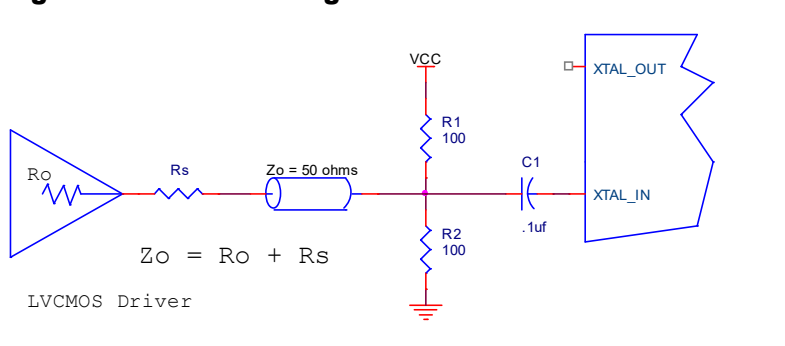 VCC
XTAL_OUT
R1
100
C1
Ro
Rs
Zo = 50 ohms
XTAL_IN
.1uf
R2
100
Zo = Ro + Rs
LVCMOS Driver